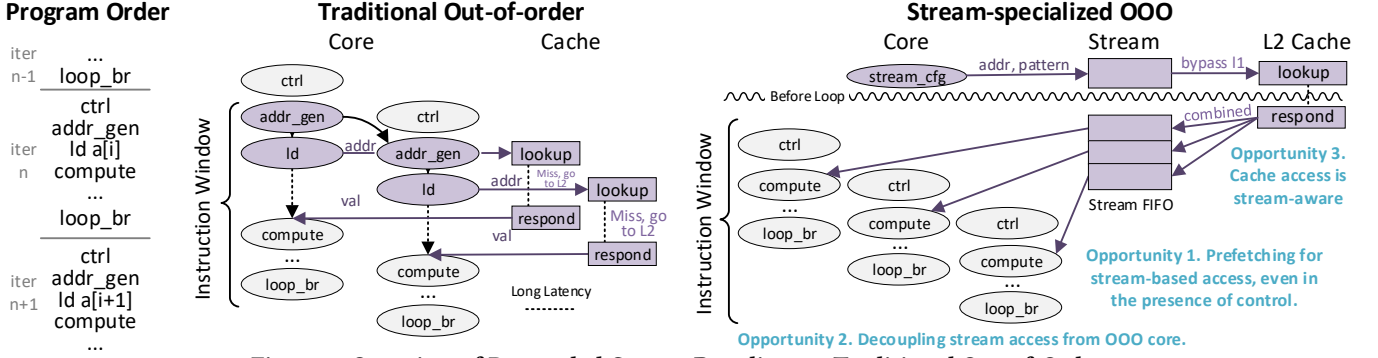 Program Order
iter
n-1
...
loop_br
iter
n
ctrl
addr_gen
ld a[i]
compute
...
loop_br
iter
n+1
ctrl
addr_gen
ld a[i+1]
compute
...
Traditional Out-of-order
Core
Cache
Instruction Window
ctrl
addr_gen
ld
compute
...
loop_br
ctrl
addr_gen
ld
compute
...
loop_br
addr
addr
val
val
lookup
Miss, go
to L2
respond
lookup
Miss, go
to L2
respond
Long Latency
Stream-specialized OOO
Core
Stream
L2 Cache
stream_cfg
addr, pattern
bypass l1
lookup
Before Loop
respond
combined
Instruction Window
ctrl
compute
...
loop_br
ctrl
compute
...
loop_br
ctrl
compute
...
loop_br
Stream FIFO
Opportunity 3.
Cache access is
stream-aware
Opportunity 1. Prefetching for
stream-based access, even in
the presence of control.
Opportunity 2. Decoupling stream access from OOO core.